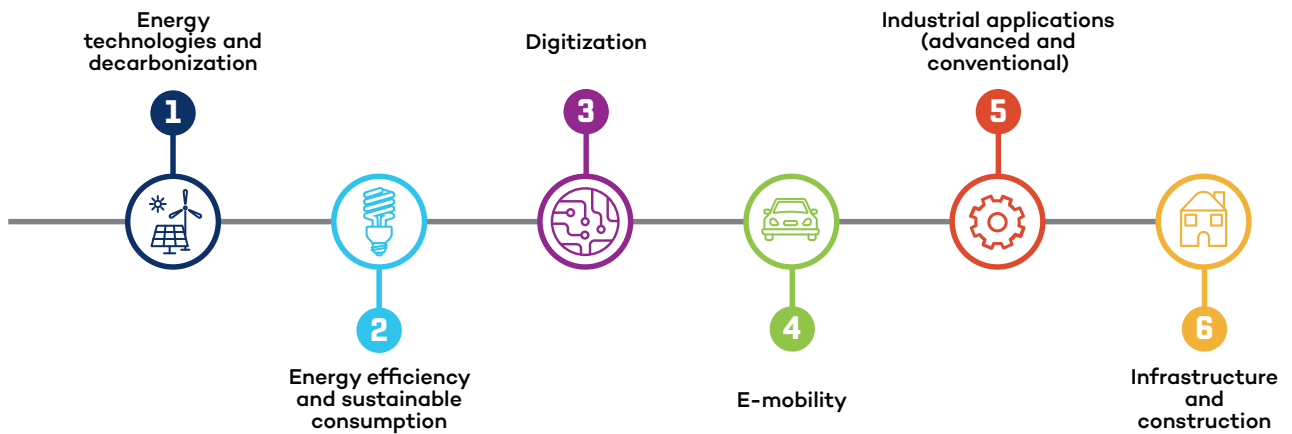 Energy
technologies and
decarbonization
1
2
Energy efficiency
and sustainable
consumption
Digitization
3
4
E-mobility
Industrial applications
(advanced and
conventional)
5
6
Infrastructure
and
construction